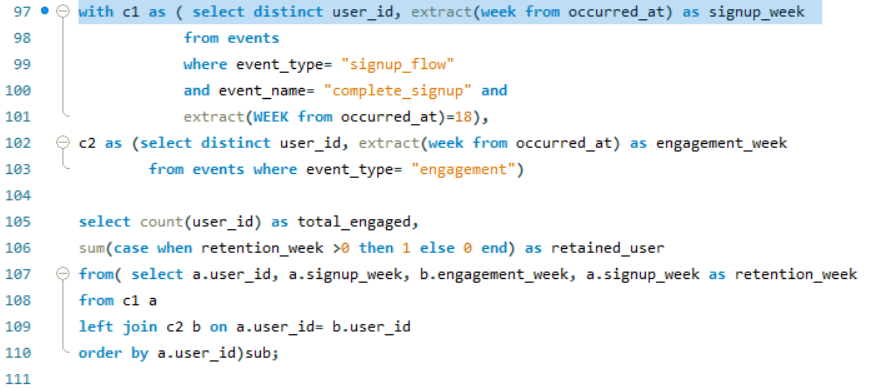 97 with c1 as ( select distinct user_id, extract(week from occurred_at) as signup_week
98 from events
99 where event_type= "signup_flow"
100 and event_name= "complete_signup" and
101 extract(WEEK from occurred_at)=18),
102 c2 as (select distinct user_id, extract(week from occurred_at) as engagement_week
103 from events where event_type= "engagement")
104
105 select count(user_id) as total_engaged,
106 sum(case when retention_week >0 then 1 else 0 end) as retained_user
107 from( select a.user_id, a.signup_week, b.engagement_week, a.signup_week as retention_week
108 from c1 a
109 left join c2 b on a.user_id= b.user_id
110 order by a.user_id)sub;
111